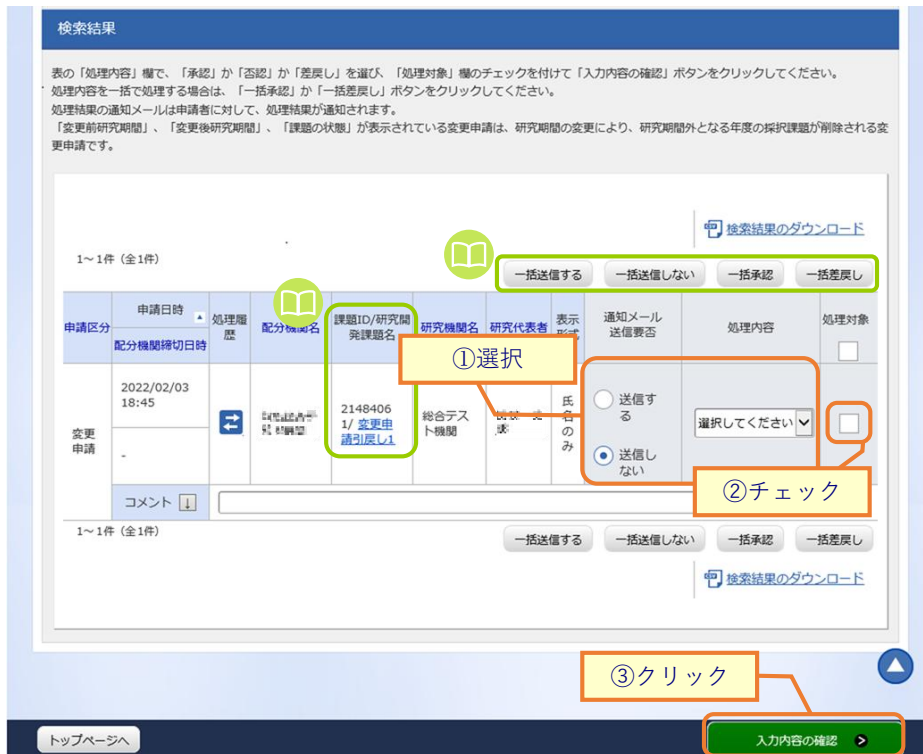 検索結果
表の「処理内容」欄で、「承認」か「否認」か「差戻し」を選び、「処理対象」欄のチェックを付けて「入力内容の確認」ボタンをクリックしてください。
処理内容を一括で処理する場合は、「一括承認」か「一括差戻し」ボタンをクリックしてください。
処理結果の通知メールは申請者に対して、処理結果が通知されます。
「変更前研究期間」、「変更後研究期間」、「課題の状態」が表示されている変更申請は、研究期間の変更により、研究期間外となる年度の採択課題が削除される変
更申請です。
検索結果のダウンロード
1~1件 (全1件)
一括送信する 一括送信しない 一括承認 一括差戻し
申請区分
申請日時
配分機関締切日時
処理履
歴
配分機関名
課題ID/研究開
発課題名
研究機関名
研究代表者
表示
形式
通知メール
送信要否
処理内容
処理対象
①選択
変更
申請
2022/02/03
18:45
-
2148406
1/ 変更申
請引戻し1
総合テス
ト機関
氏
名
の
み
送信す
る
送信し
ない
選択してください
②チェック
コメント ↓
1~1件 (全1件)
一括送信する 一括送信しない 一括承認 一括差戻し
検索結果のダウンロード
③クリック
トップページへ
入力内容の確認